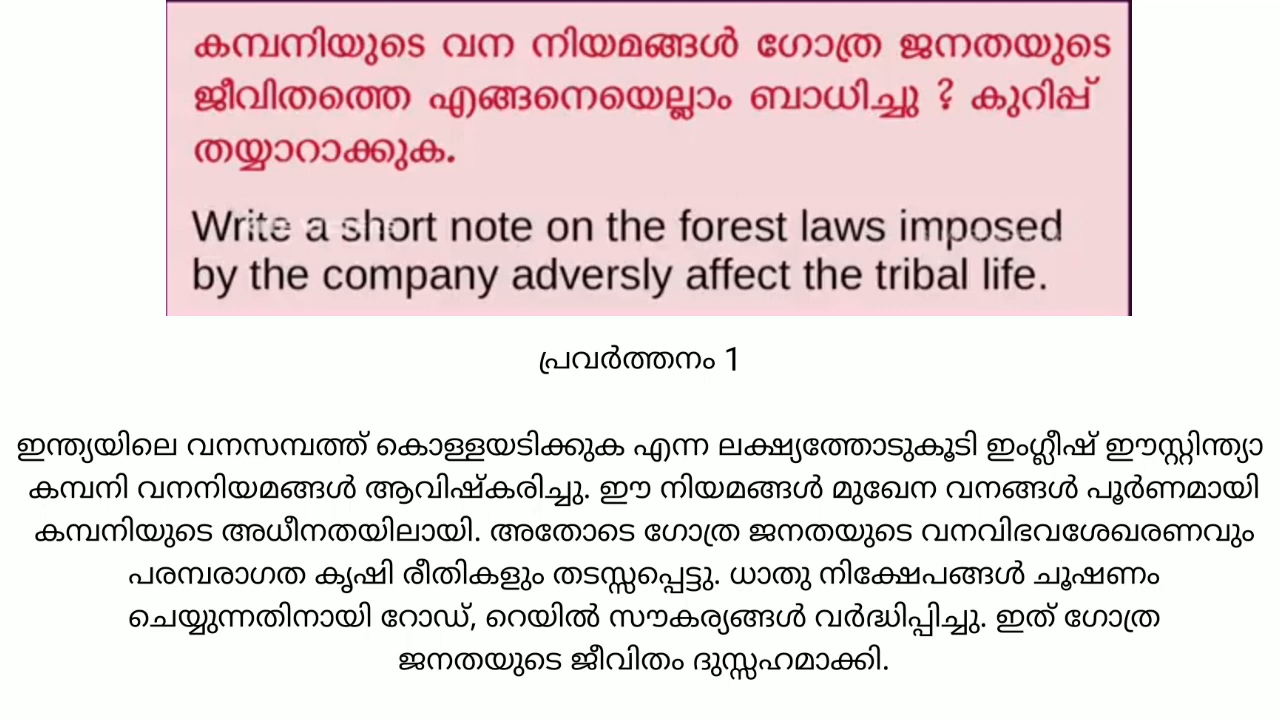 കമ്പനിയുടെ വന നിയമങ്ങൾ ഗോത്ര ജനതയുടെ
ജീവിതത്തെ എങ്ങനെയെല്ലാം ബാധിച്ചു ? കുറിപ്പ്
തയ്യാറാക്കുക.
Write a short note on the forest laws imposed
by the company adversly affect the tribal life.
പ്രവർത്തനം 1
ഇന്ത്യയിലെ വനസമ്പത്ത് കൊള്ളയടിക്കുക എന്ന ലക്ഷ്യത്തോടുകൂടി ഇംഗ്ലീഷ് ഈസ്റ്റിന്ത്യാ
കമ്പനി വനനിയമങ്ങൾ ആവിഷ്കരിച്ചു. ഈ നിയമങ്ങൾ മുഖേന വനങ്ങൾ പൂർണമായി
കമ്പനിയുടെ അധീനതയിലായി. അതോടെ ഗോത്ര ജനതയുടെ വനവിഭവശേഖരണവും
പരമ്പരാഗത കൃഷി രീതികളും തടസ്സപ്പെട്ടു. ധാതു നിക്ഷേപങ്ങൾ ചൂഷണം
ചെയ്യുന്നതിനായി റോഡ്, റെയിൽ സൗകര്യങ്ങൾ വർദ്ധിപ്പിച്ചു. ഇത് ഗോത്ര
ജനതയുടെ ജീവിതം ദുസ്സഹമാക്കി.